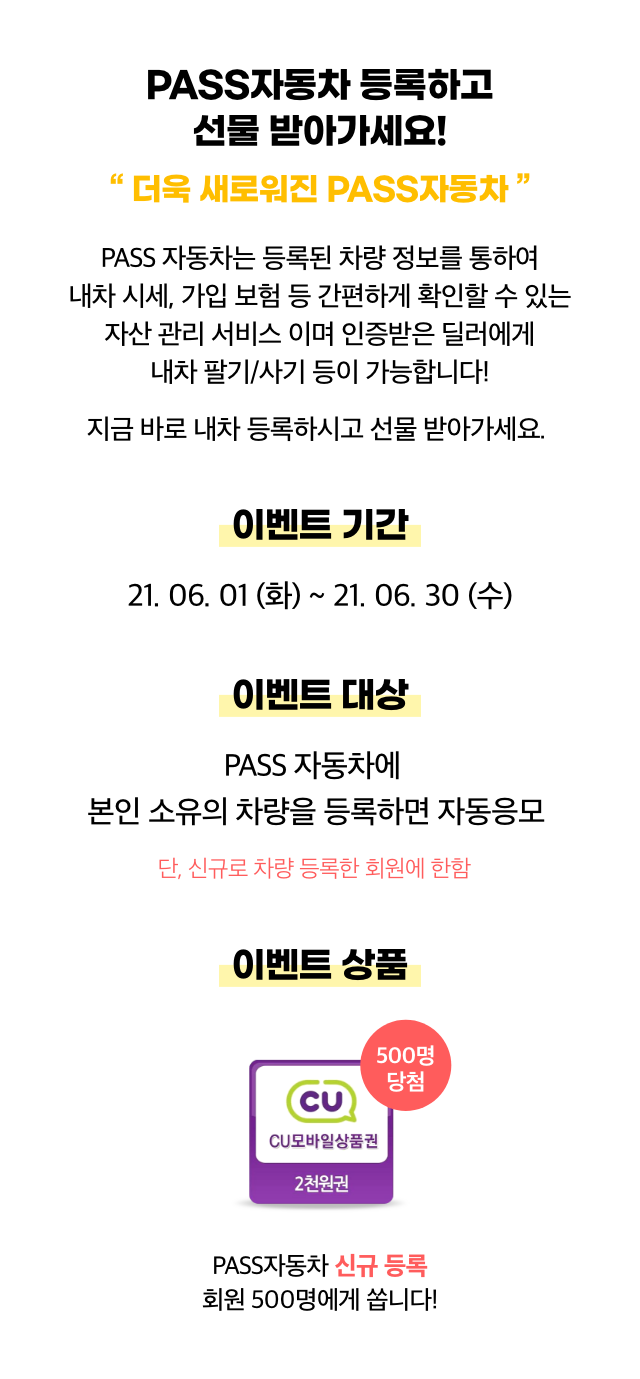 PASS자동차 등록하고
선물 받아가세요!
“ 더욱 새로워진 PASS자동차 ”
PASS 자동차는 등록된 차량 정보를 통하여
내차 시세, 가입 보험 등 간편하게 확인할 수 있는
자산 관리 서비스 이며 인증받은 딜러에게
내차 팔기/사기 등이 가능합니다!
지금 바로 내차 등록하시고 선물 받아가세요.
이벤트 기간
21. 06. 01 (화) ~ 21. 06. 30 (수)
이벤트 대상
PASS 자동차에
본인 소유의 차량을 등록하면 자동응모
단, 신규로 차량 등록한 회원에 한함
이벤트 상품
500명
당첨
CU
CU모바일상품권
2천원권
PASS자동차 신규 등록
회원 500명에게 쏩니다!